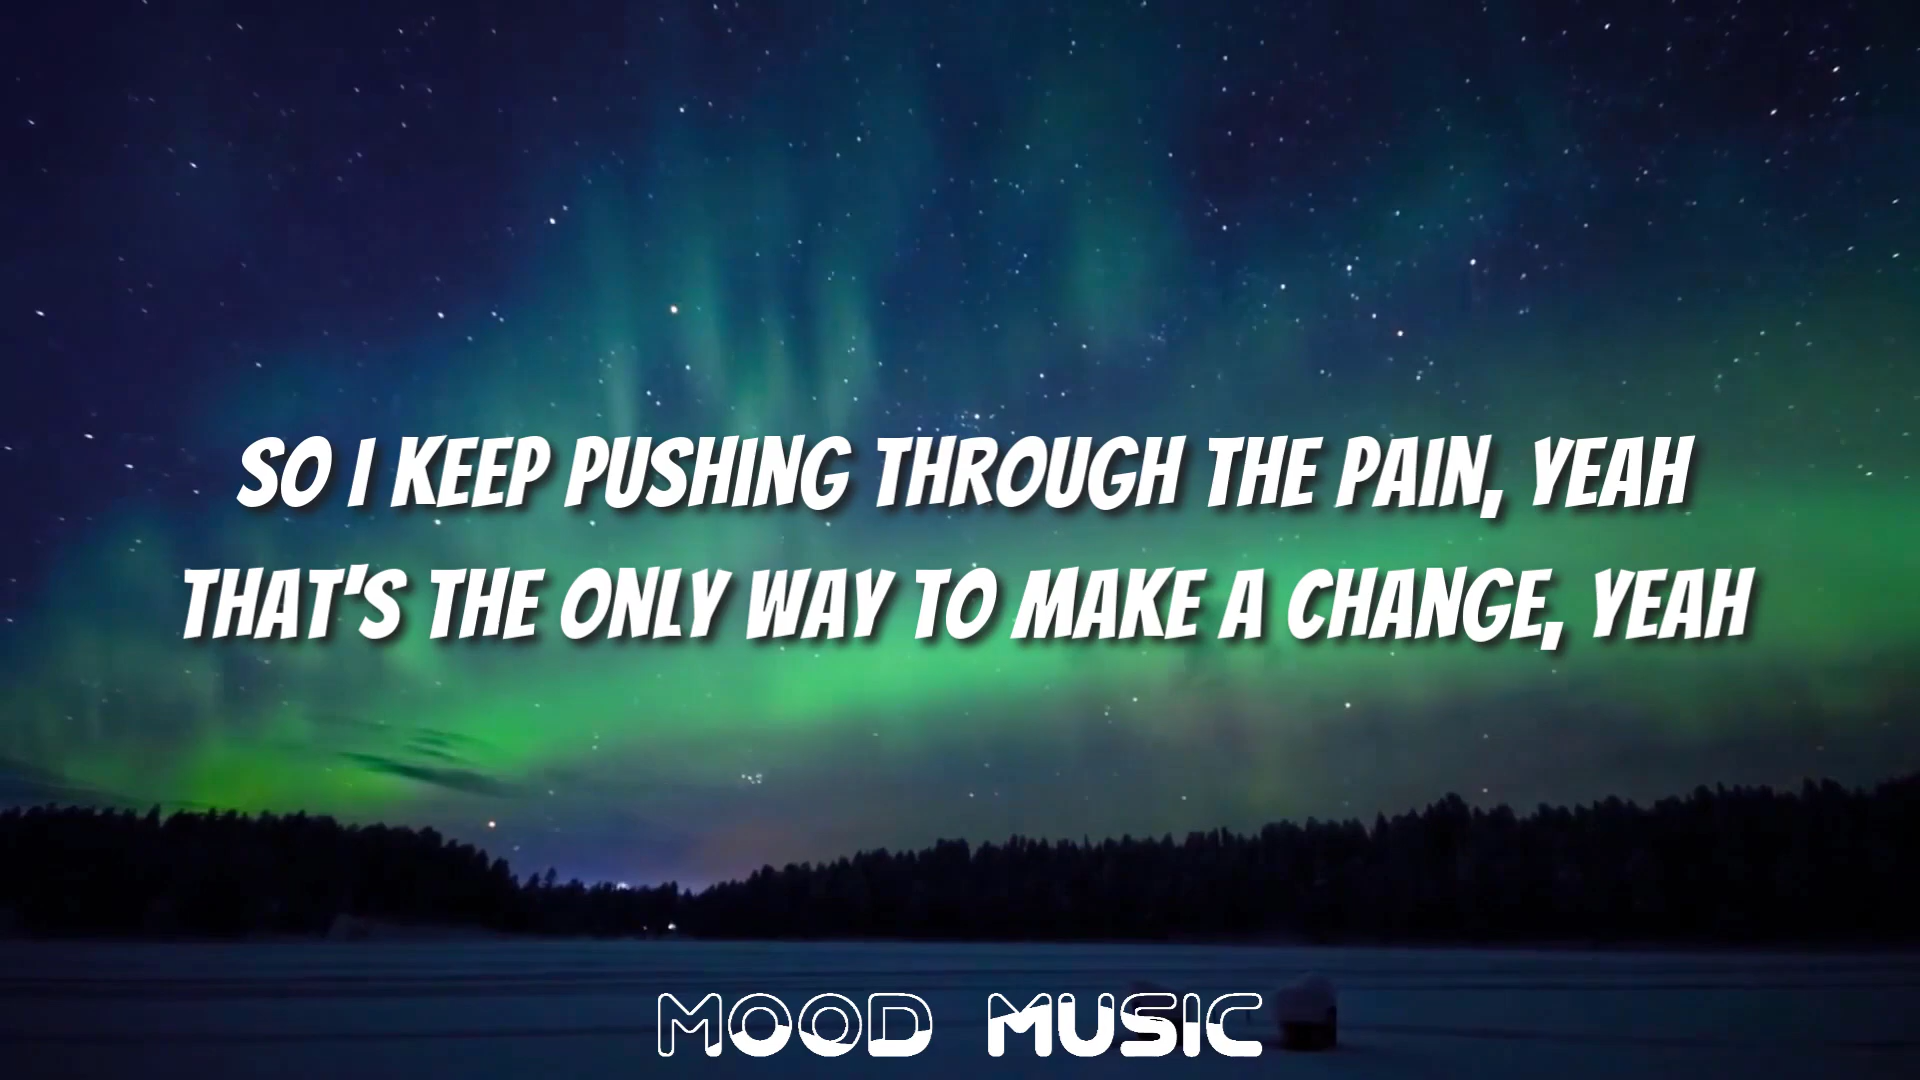 SO I KEEP PUSHING THROUGH THE PAIN, YEAH
THAT'S THE ONLY WAY TO MAKE A CHANGE, YEAH
MOOD MUSIC